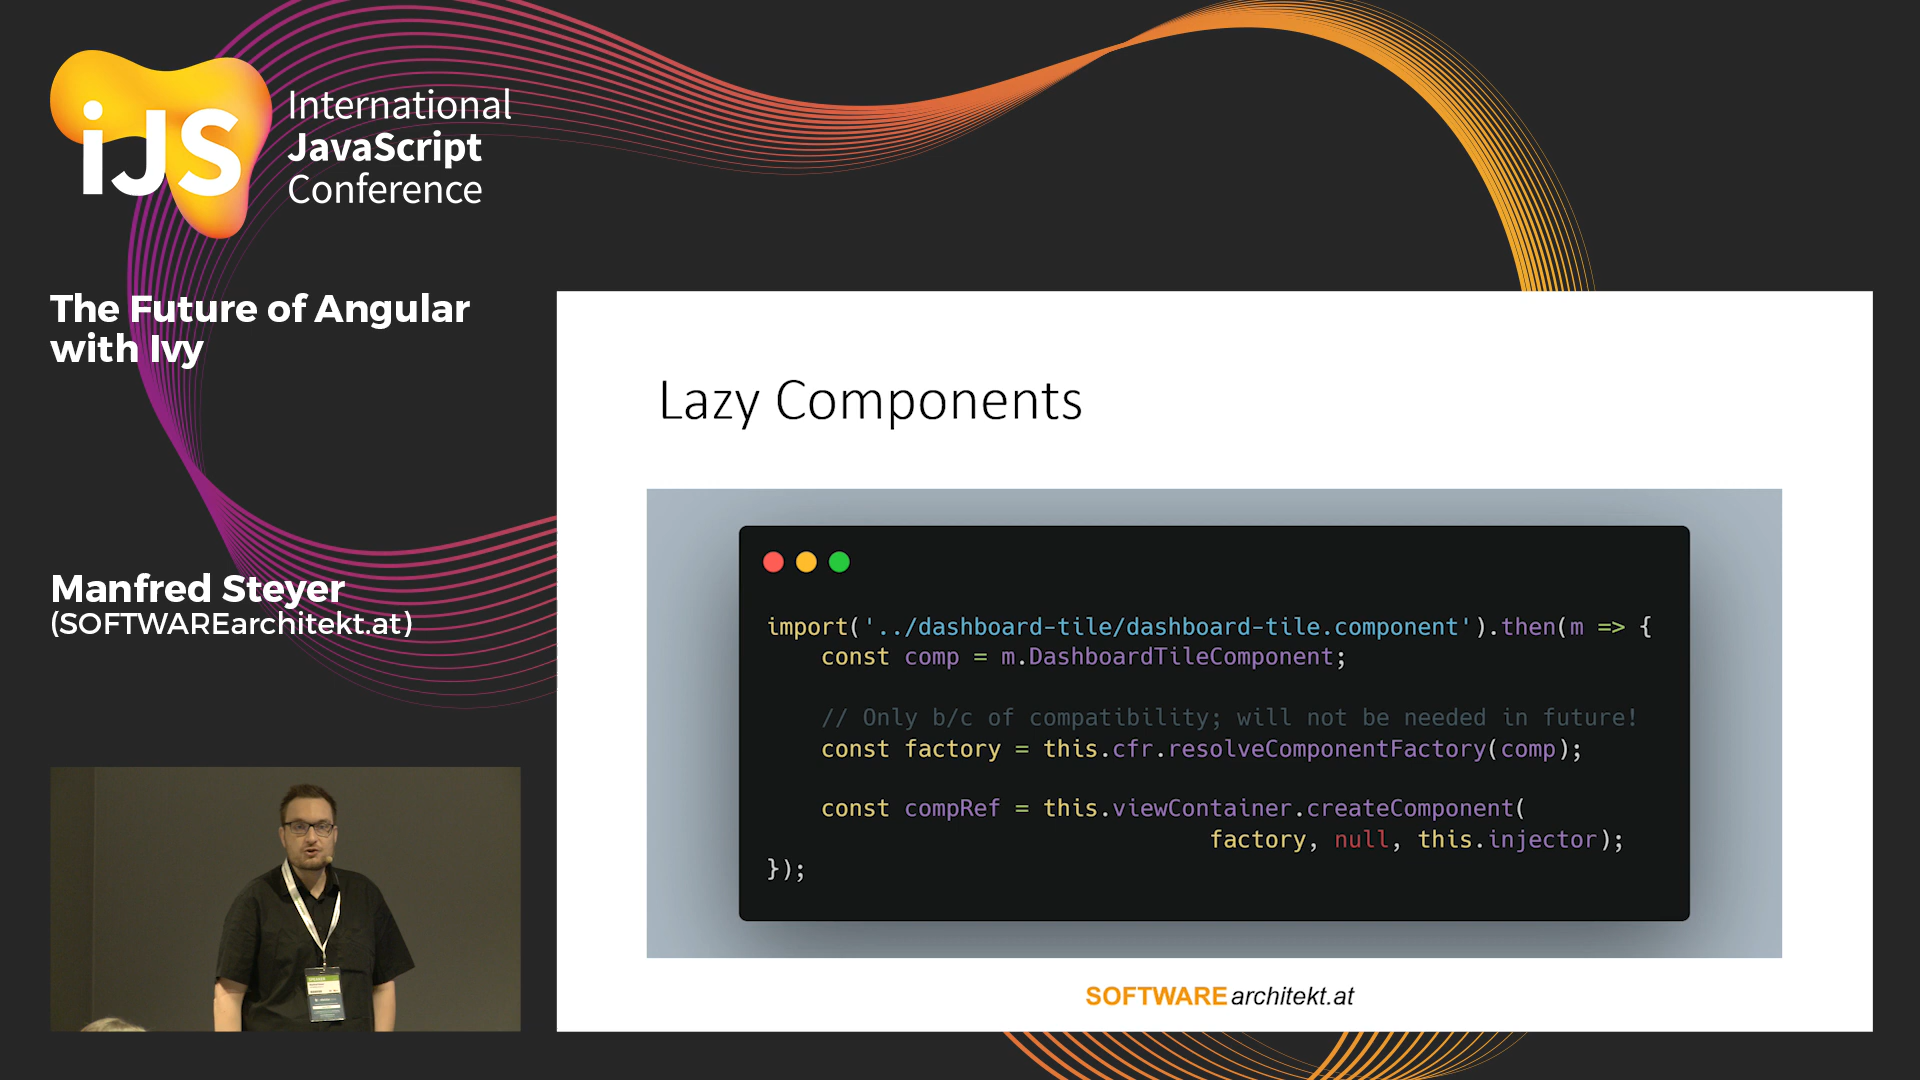 iJS
International
JavaScript
Conference
The Future of Angular
with Ivy
Manfred Steyer
(SOFTWAREarchitekt.at)
Lazy Components
import('../dashboard-tile/dashboard-tile.component').then(m => {
const comp = m.DashboardTileComponent;
// Only b/c of compatibility; will not be needed in future!
const factory = this.cfr.resolveComponentFactory(comp);
const compRef = this.viewContainer.createComponent(
factory, null, this.injector);
});
SOFTWAREarchitekt.at